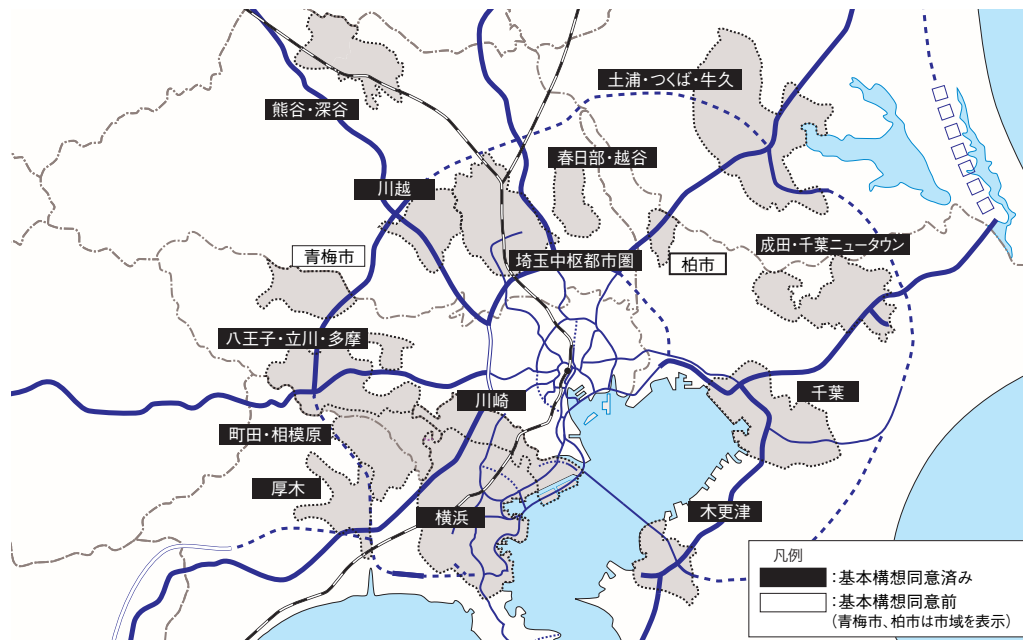 熊谷・深谷
土浦・つくば・牛久
春日部・越谷
川越
青梅市
埼玉中枢都市圏
柏市
成田・千葉ニュータウン
八王子・立川・多摩
川崎
千葉
町田・相模原
厚木
横浜
木更津
凡例
:基本構想同意済み
:基本構想同意前
(青梅市、柏市は市域を表示)